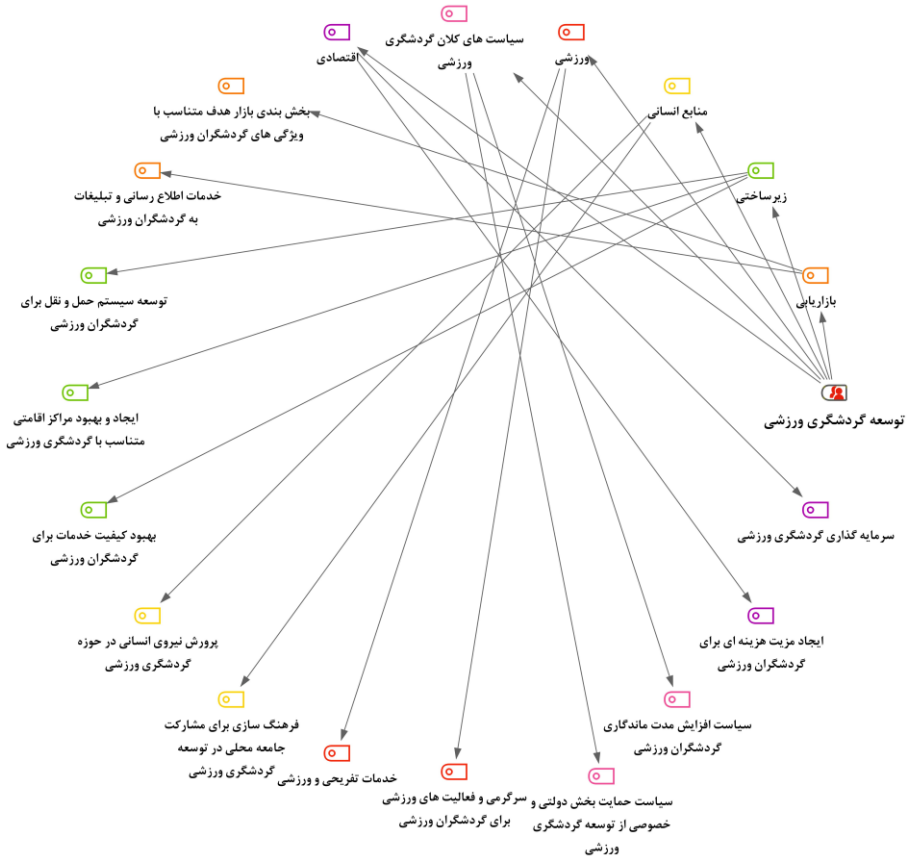 سیاست های کلان گردشگری
ورزشی
ورزشی
اقتصادی
منابع انسانی
بخش بندی بازار هدف متناسب با
ویژگی های گردشگران ورزشی
زیرساختی
خدمات اطلاع رسانی و تبلیغات
به گردشگران ورزشی
بازاریابی
توسعه سیستم حمل و نقل برای
گردشگران ورزشی
توسعه گردشگری ورزشی
ایجاد و بهبود مراکز اقامتی
متناسب با گردشگری ورزشی
سرمایه گذاری گردشگری ورزشی
بهبود کیفیت خدمات برای
گردشگران ورزشی
ایجاد مزیت هزینه ای برای
گردشگران ورزشی
پرورش نیروی انسانی در حوزه
گردشگری ورزشی
سیاست افزایش مدت ماندگاری
گردشگران ورزشی
فرهنگ سازی برای مشارکت
جامعه محلی در توسعه
گردشگری ورزشی
خدمات تفریحی و ورزشی
سرگرمی و فعالیت های ورزشی
برای گردشگران ورزشی
سیاست حمایت بخش دولتی و
خصوصی از توسعه گردشگری
ورزشی